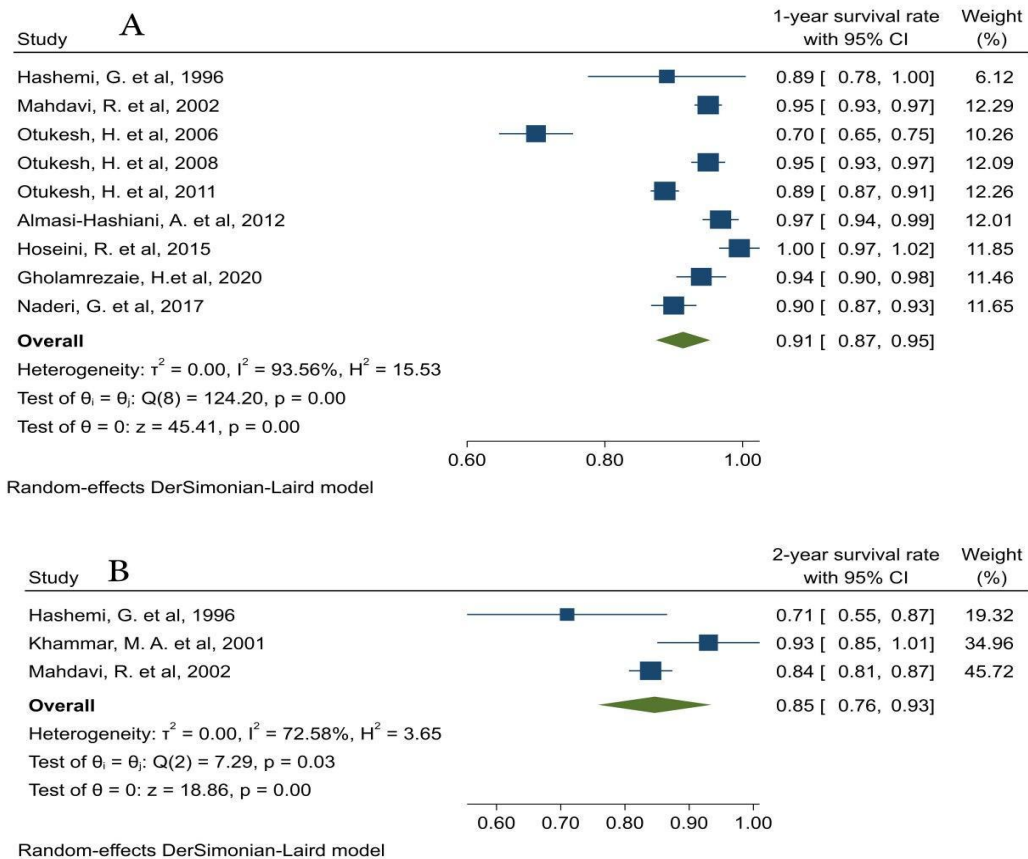 A
1-year survival rate Weight
Study with 95% CI (%)
Hashemi, G. et al, 1996 0.89 [ 0.78, 1.00] 6.12
Mahdavi, R. et al, 2002 0.95 [ 0.93, 0.97] 12.29
Otukesh, H. et al, 2006 0.70 [ 0.65, 0.75] 10.26
Otukesh, H. et al, 2008 0.95 [ 0.93, 0.97] 12.09
Otukesh, H. et al, 2011 0.89 [ 0.87, 0.91] 12.26
Almasi-Hashiani, A. et al, 2012 0.97 [ 0.94, 0.99] 12.01
Hoseini, R. et al, 2015 1.00 [ 0.97, 1.02] 11.85
Gholamrezaie, H.et al, 2020 0.94 [ 0.90, 0.98] 11.46
Naderi, G. et al, 2017 0.90 [ 0.87, 0.93] 11.65
Overall 0.91 [ 0.87, 0.95]
Heterogeneity: τ² = 0.00, I² = 93.56%, H² = 15.53
Test of θᵢ = θⱼ: Q(8) = 124.20, p = 0.00
Test of θ = 0: z = 45.41, p = 0.00
0.60 0.80 1.00
Random-effects DerSimonian-Laird model
B
2-year survival rate Weight
Study with 95% CI (%)
Hashemi, G. et al, 1996 0.71 [ 0.55, 0.87] 19.32
Khammar, M. A. et al, 2001 0.93 [ 0.85, 1.01] 34.96
Mahdavi, R. et al, 2002 0.84 [ 0.81, 0.87] 45.72
Overall 0.85 [ 0.76, 0.93]
Heterogeneity: τ² = 0.00, I² = 72.58%, H² = 3.65
Test of θᵢ = θⱼ: Q(2) = 7.29, p = 0.03
Test of θ = 0: z = 18.86, p = 0.00
0.60 0.70 0.80 0.90 1.00
Random-effects DerSimonian-Laird model